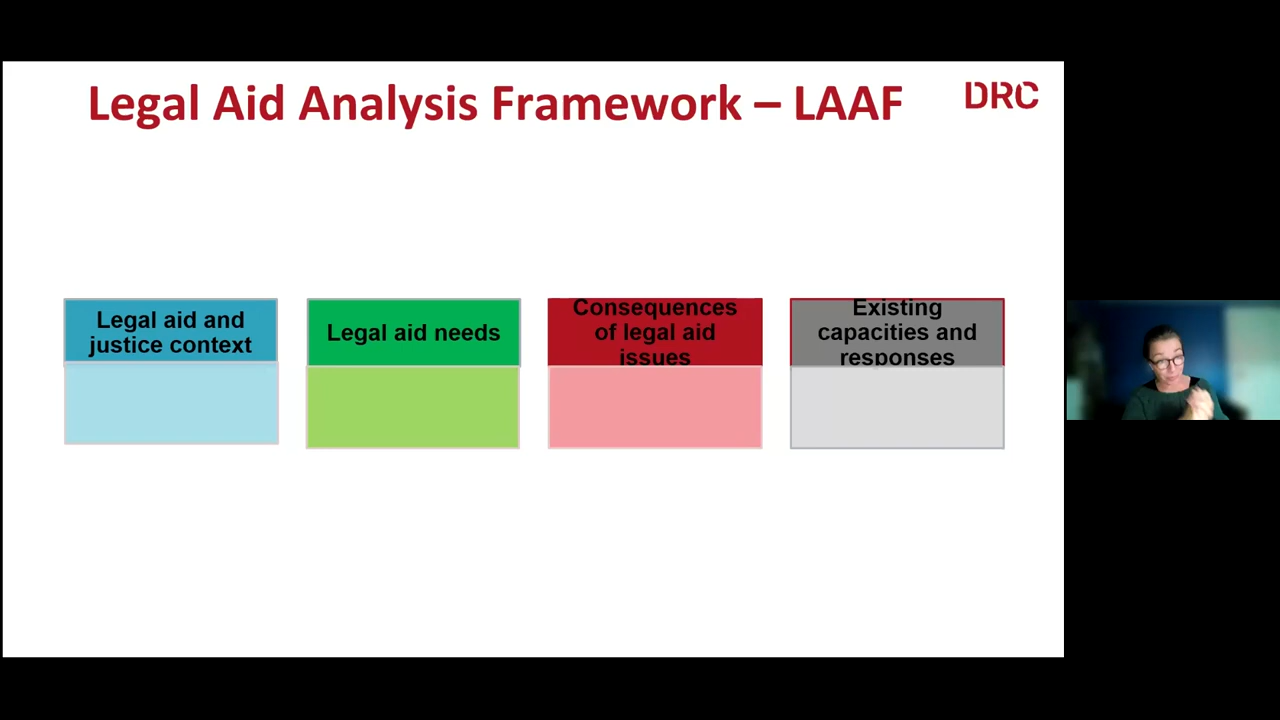 Legal Aid Analysis Framework – LAAF
DRC
Legal aid and
justice context
Legal aid needs
Consequences
of legal aid
issues
Existing
capacities and
responses